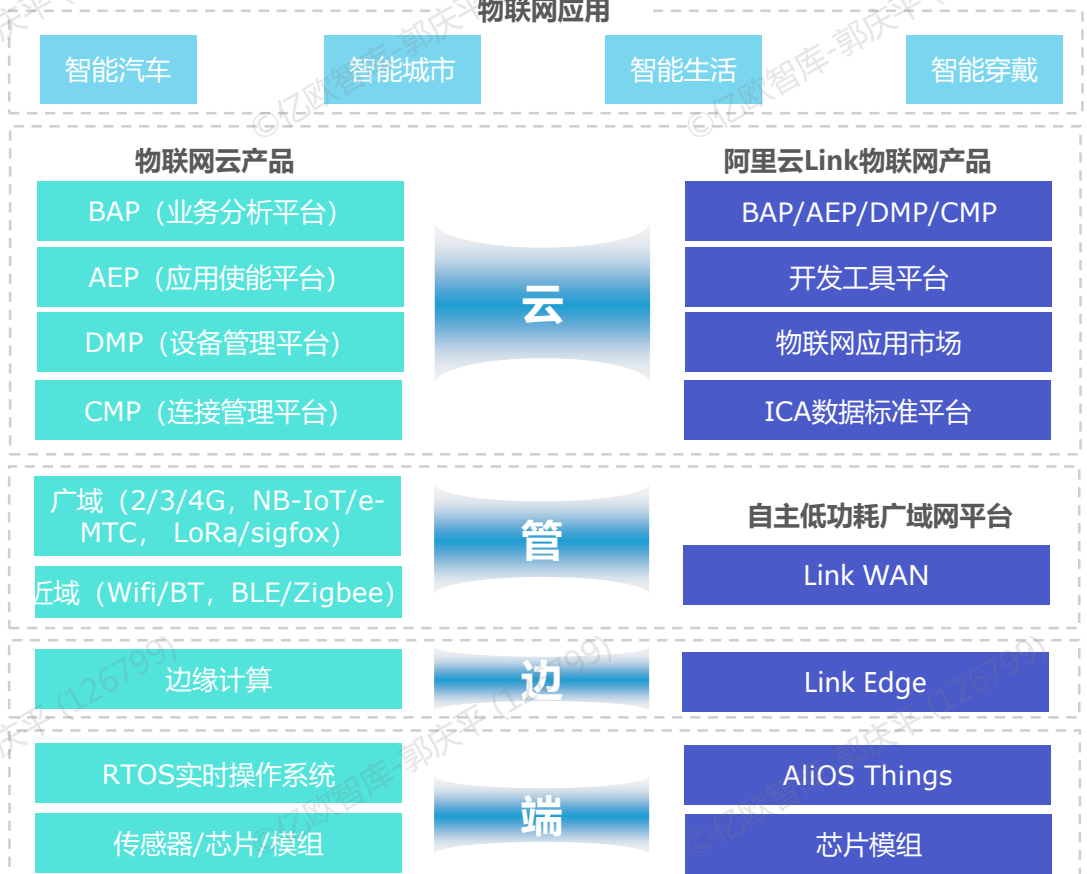 物联网应用
智能汽车
智能城市
智能生活
智能穿戴
物联网云产品
BAP（业务分析平台）
AEP（应用使能平台）
DMP（设备管理平台）
CMP（连接管理平台）
云
阿里云Link物联网产品
BAP/AEP/DMP/CMP
开发工具平台
物联网应用市场
ICA数据标准平台
广域（2/3/4G，NB-IoT/e-
MTC， LoRa/sigfox）
近域（Wifi/BT，BLE/Zigbee）
管
自主低功耗广域网平台
Link WAN
边缘计算
边
Link Edge
RTOS实时操作系统
传感器/芯片/模组
端
AliOS Things
芯片模组
©亿欧智库-郭庆平 (126799)